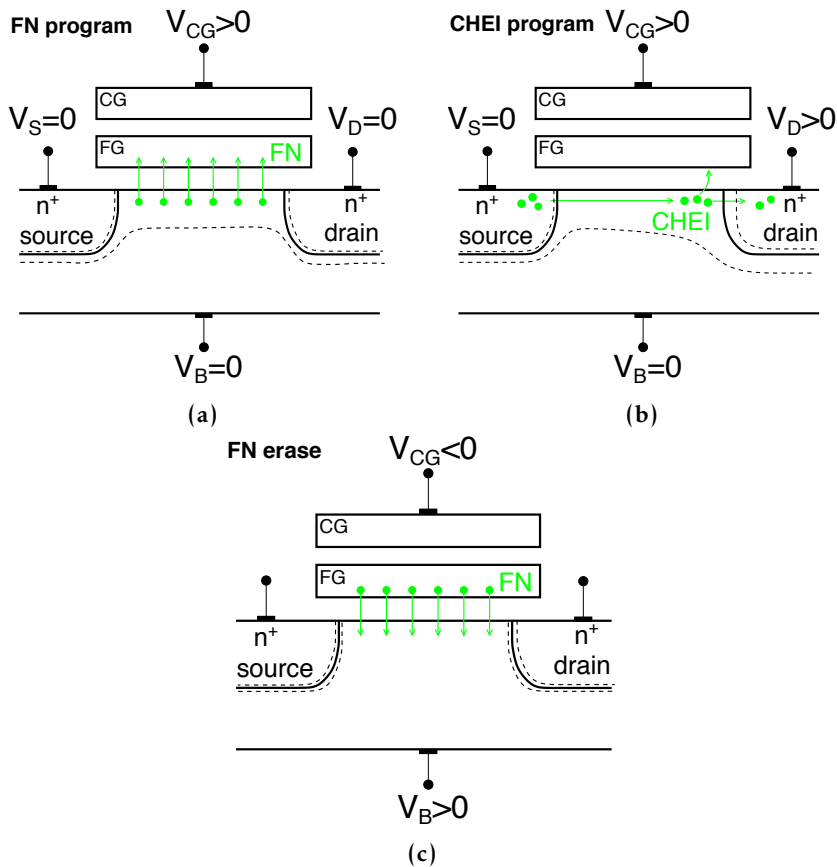 FN program
V_CG>0
CG
FG
FN
V_S=0
V_D=0
n+
n+
source
drain
V_B=0
(a)
CHEI program
V_CG>0
CG
FG
V_S=0
V_D>0
n+
n+
CHEI
source
drain
V_B=0
(b)
FN erase
V_CG<0
CG
FG
FN
n+
n+
source
drain
V_B>0
(c)